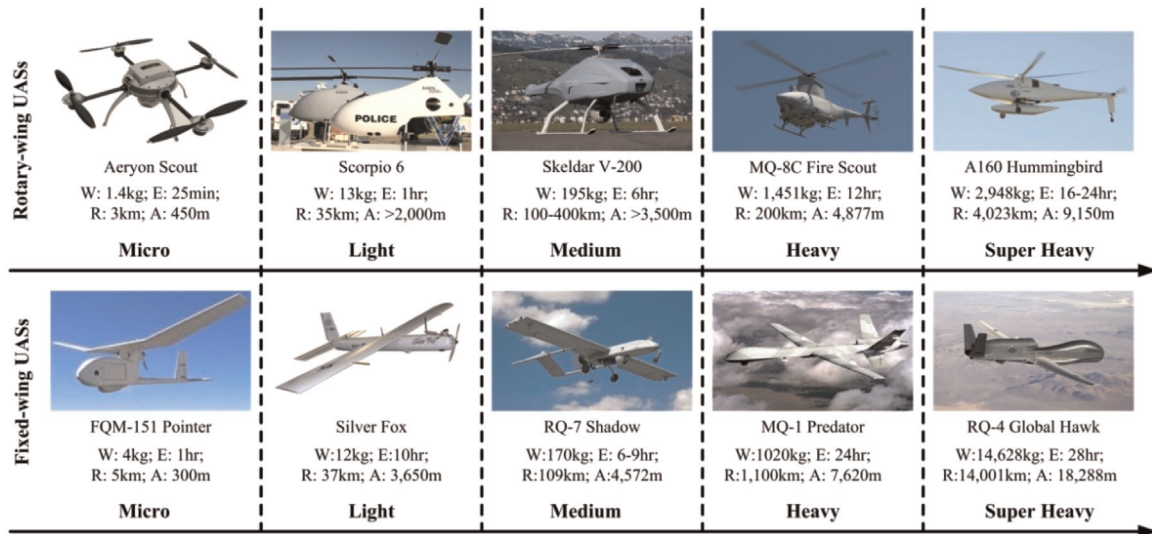 Rotary-wing UASs
POLICE
Aeryon Scout
W: 1.4kg; E: 25min;
R: 3km; A: 450m
Micro
Scorpio 6
W: 13kg; E: 1hr;
R: 35km; A: >2,000m
Light
Skeldar V-200
W: 195kg; E: 6hr;
R: 100-400km; A: >3,500m
Medium
MQ-8C Fire Scout
W: 1,451kg; E: 12hr;
R: 200km; A: 4,877m
Heavy
A160 Hummingbird
W: 2,948kg; E: 16-24hr;
R: 4,023km; A: 9,150m
Super Heavy
Fixed-wing UASs
FQM-151 Pointer
W: 4kg; E: 1hr;
R: 5km; A: 300m
Micro
Silver Fox
Silver Fox
W:12kg; E:10hr;
R: 37km; A: 3,650m
Light
RQ-7 Shadow
W:170kg; E: 6-9hr;
R:109km; A:4,572m
Medium
MQ-1 Predator
W:1020kg; E: 24hr;
R:1,100km; A: 7,620m
Heavy
RQ-4 Global Hawk
W:14,628kg; E: 28hr;
R:14,001km; A: 18,288m
Super Heavy